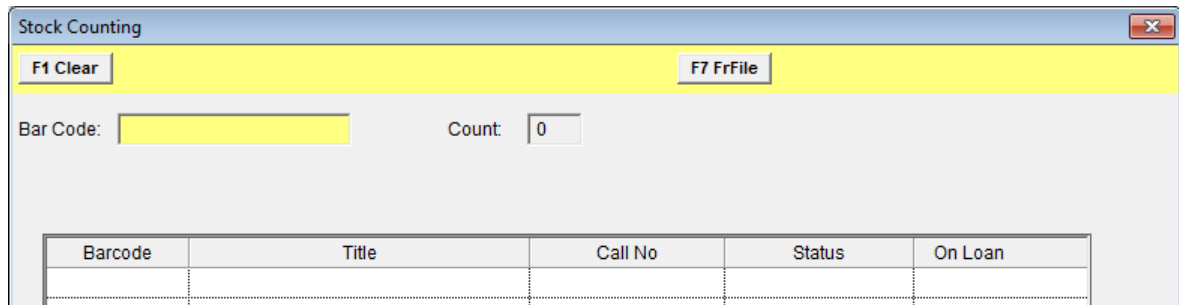 Stock Counting
F1 Clear F7 FrFile
Bar Code: Count: 0
Barcode Title Call No Status On Loan